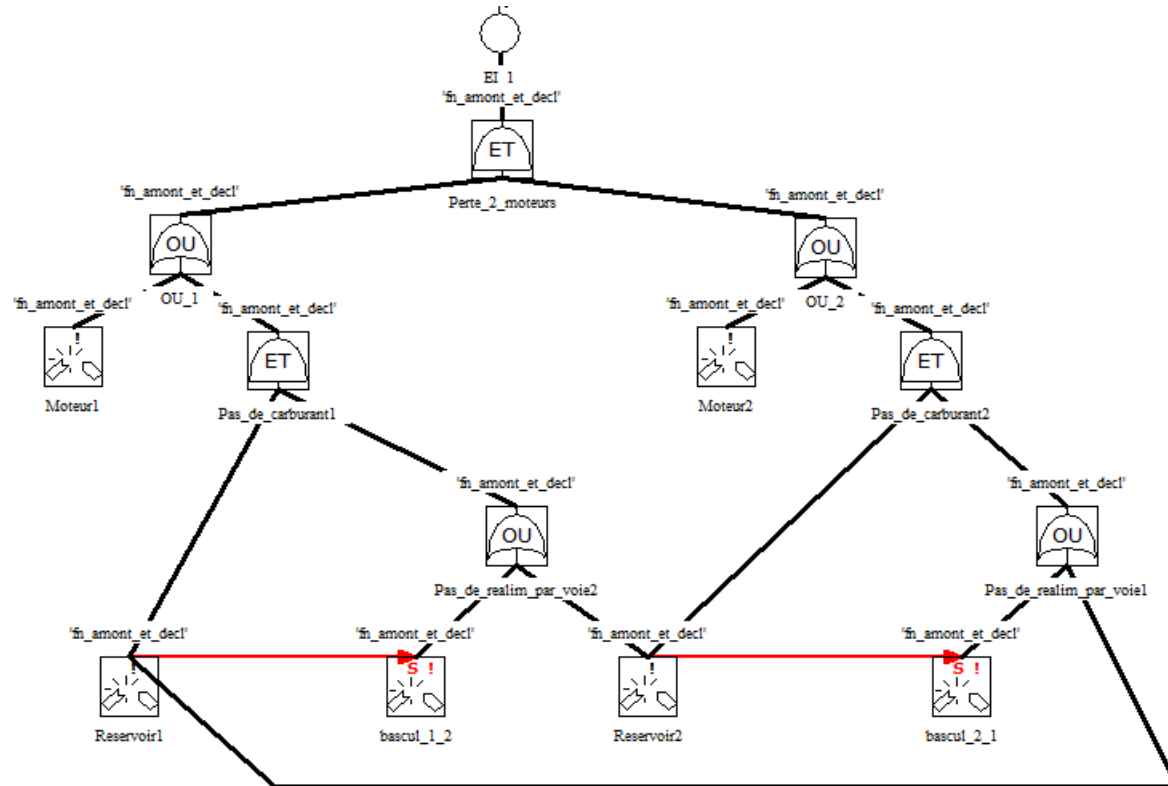 EI_1
'fn_amont_et_decl'
ET
Perte_2_moteurs
'fn_amont_et_decl'
'fn_amont_et_decl'
OU
OU
OU_1
OU_2
'fn_amont_et_decl'
'fn_amont_et_decl'
'fn_amont_et_decl'
'fn_amont_et_decl'
!
ET
!
ET
Moteur1
Pas_de_carburant1
Moteur2
Pas_de_carburant2
'fn_amont_et_decl'
'fn_amont_et_decl'
OU
OU
Pas_de_realim_par_voie2
Pas_de_realim_par_voie1
'fn_amont_et_decl'
'fn_amont_et_decl'
'fn_amont_et_decl'
'fn_amont_et_decl'
!
S !
!
S !
Reservoir1
bascul_1_2
Reservoir2
bascul_2_1